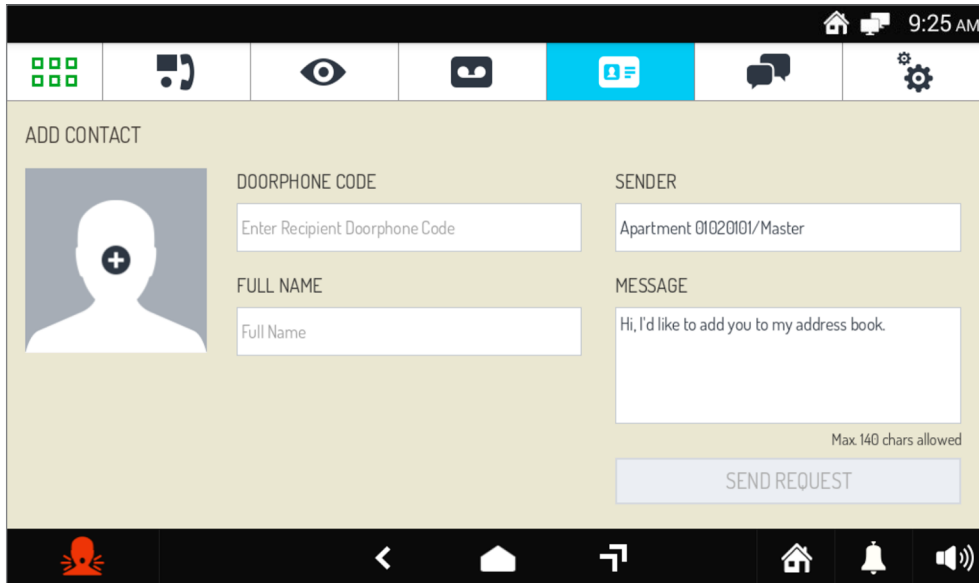 9:25 AM
ADD CONTACT
DOORPHONE CODE
Enter Recipient Doorphone Code
FULL NAME
Full Name
SENDER
Apartment 01020101/Master
MESSAGE
Hi, I'd like to add you to my address book.
Max. 140 chars allowed
SEND REQUEST